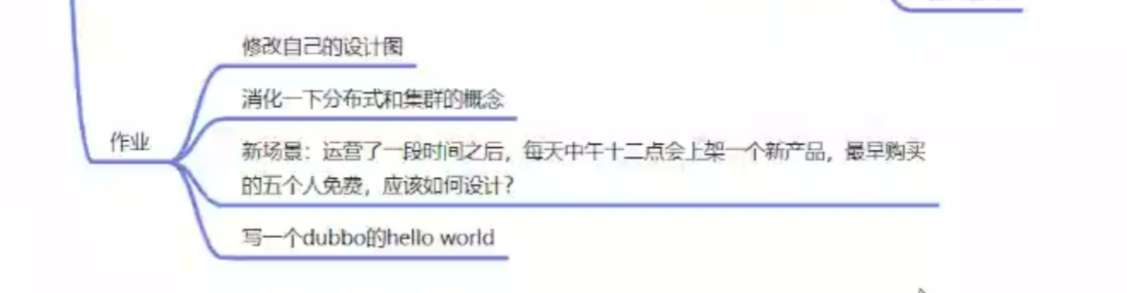 修改自己的设计图
消化一下分布式和集群的概念
作业
新场景：运营了一段时间之后，每天中午十二点会上架一个新产品，最早购买
的五个人免费，应该如何设计？
写一个dubbo的hello world